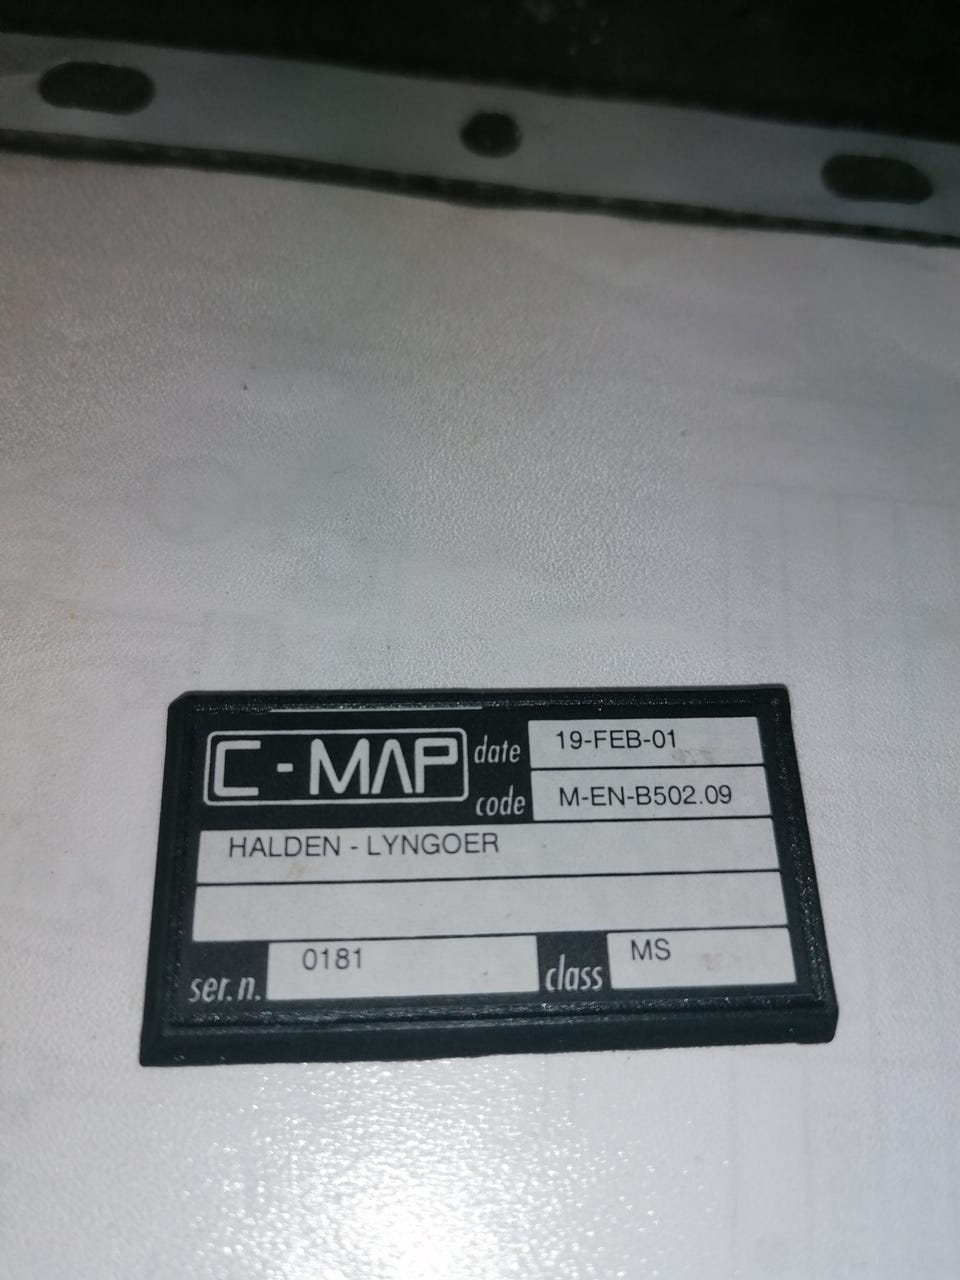 C-MAP
date 19-FEB-01
code M-EN-B502.09
HALDEN - LYNGOER
ser. n. 0181 class MS